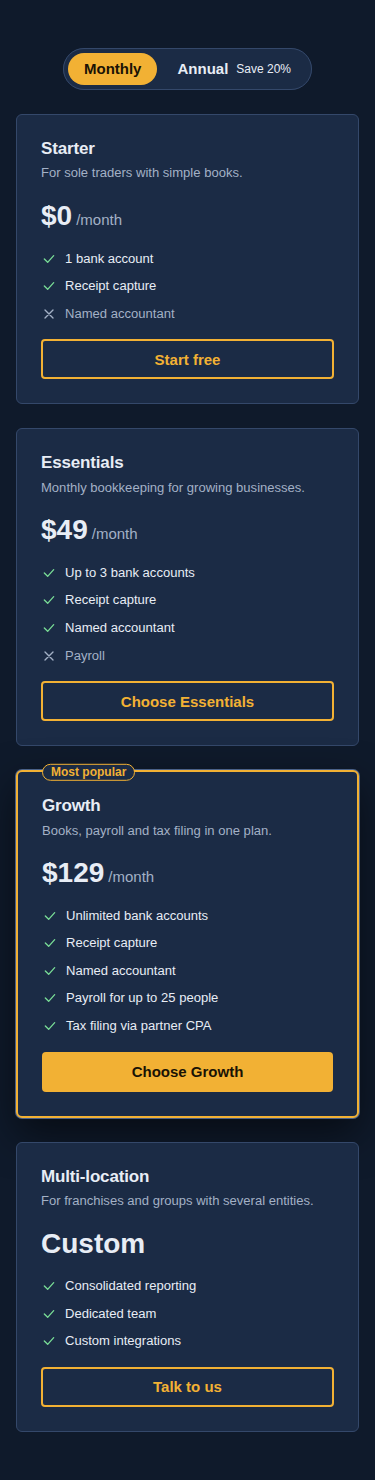 Monthly Annual Save 20%
Starter
For sole traders with simple books.
$0 /month
1 bank account
Receipt capture
Named accountant
Start free
Essentials
Monthly bookkeeping for growing businesses.
$49 /month
Up to 3 bank accounts
Receipt capture
Named accountant
Payroll
Choose Essentials
Most popular
Growth
Books, payroll and tax filing in one plan.
$129 /month
Unlimited bank accounts
Receipt capture
Named accountant
Payroll for up to 25 people
Tax filing via partner CPA
Choose Growth
Multi-location
For franchises and groups with several entities.
Custom
Consolidated reporting
Dedicated team
Custom integrations
Talk to us